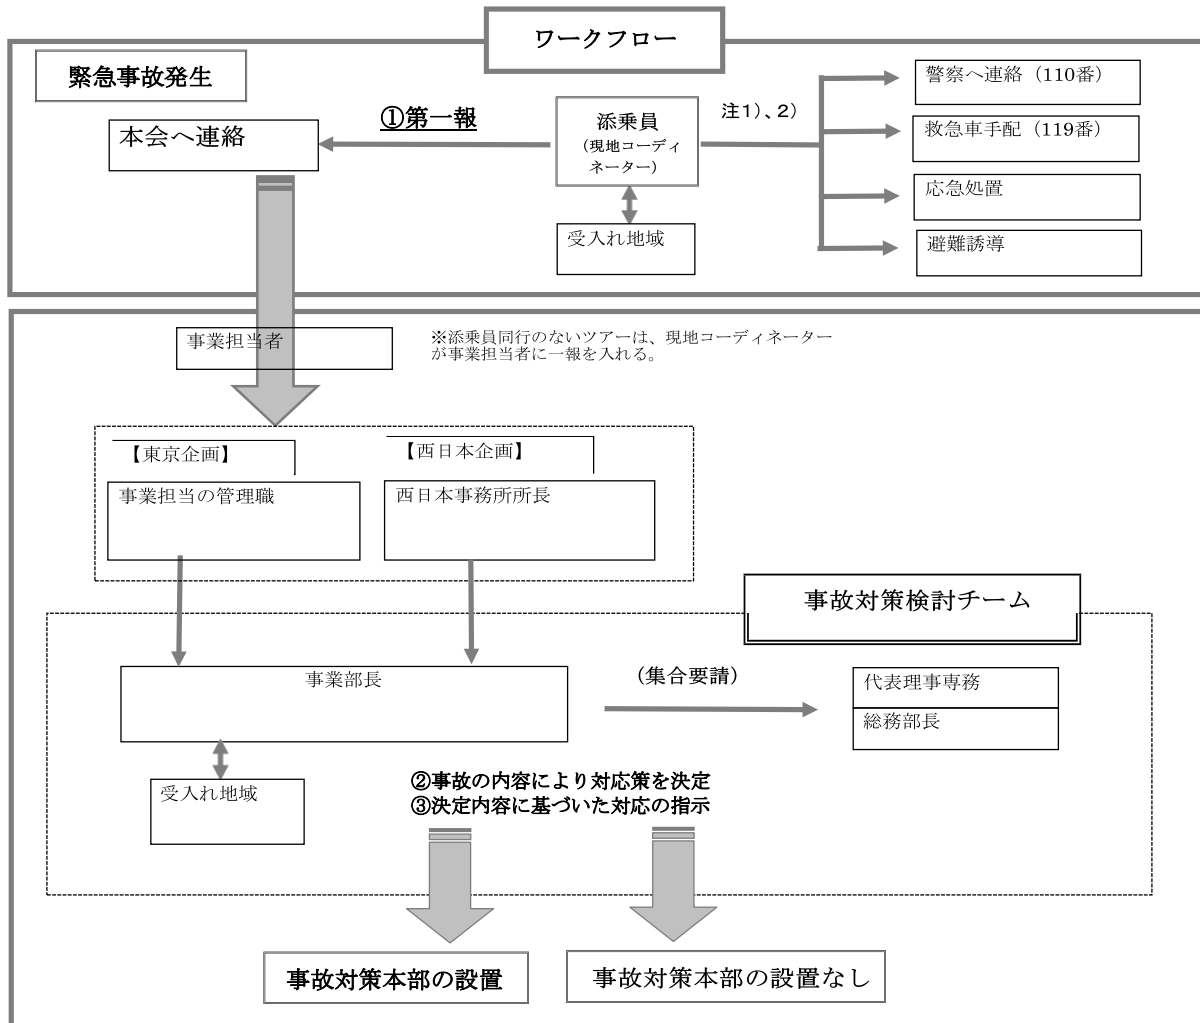 ワークフロー
緊急事故発生
本会へ連絡
①第一報
添乗員
（現地コーディ
ネーター）
注１）、２）
警察へ連絡（110番）
救急車手配（119番）
応急処置
避難誘導
受入れ地域
事業担当者
※添乗員同行のないツアーは、現地コーディネーター
が事業担当者に一報を入れる。
【東京企画】
【西日本企画】
事業担当の管理職
西日本事務所所長
事故対策検討チーム
事業部長
（集合要請）
代表理事専務
総務部長
受入れ地域
②事故の内容により対応策を決定
③決定内容に基づいた対応の指示
事故対策本部の設置
事故対策本部の設置なし